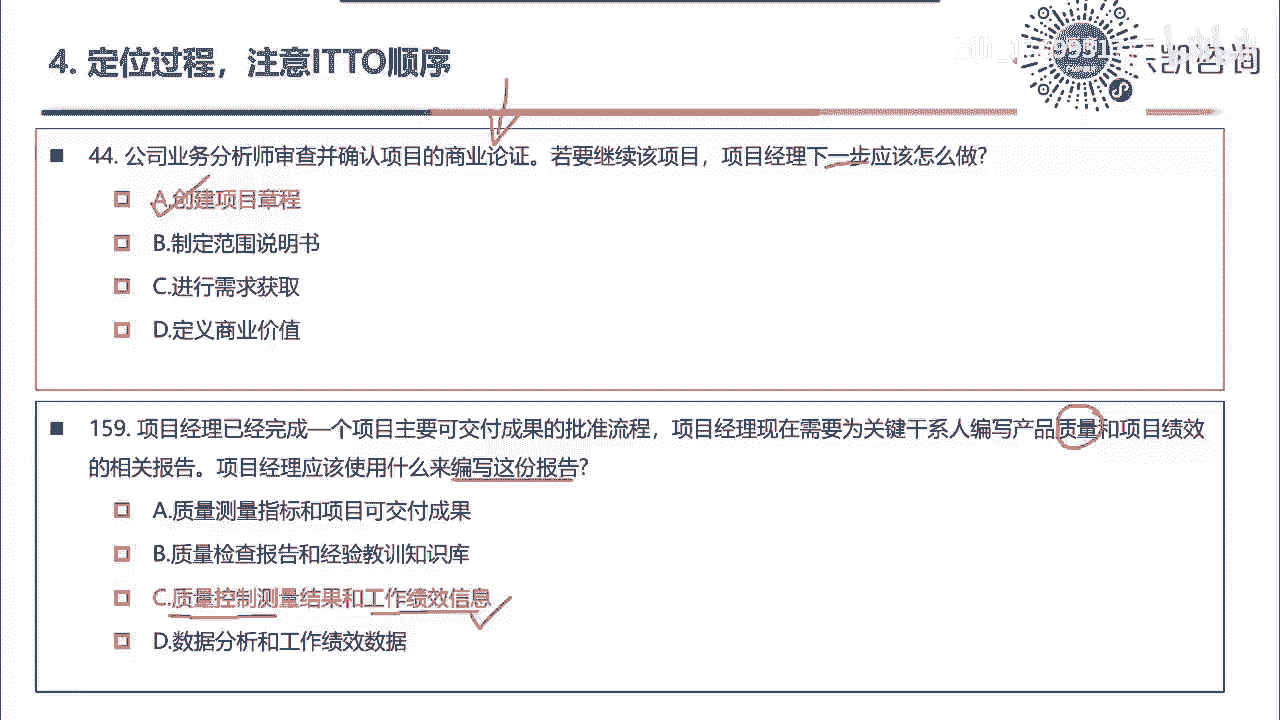 4. 定位过程，注意ITTO顺序
咨询
44. 公司业务分析师审查并确认项目的商业论证。若要继续该项目，项目经理下一步应该怎么做?
A.创建项目章程
B.制定范围说明书
C.进行需求获取
D.定义商业价值
159. 项目经理已经完成一个项目主要可交付成果的批准流程，项目经理现在需要为关键干系人编写产品质量和项目绩效
的相关报告。项目经理应该使用什么来编写这份报告?
A.质量测量指标和项目可交付成果
B.质量检查报告和经验教训知识库
C.质量控制测量结果和工作绩效信息
D.数据分析和工作绩效数据